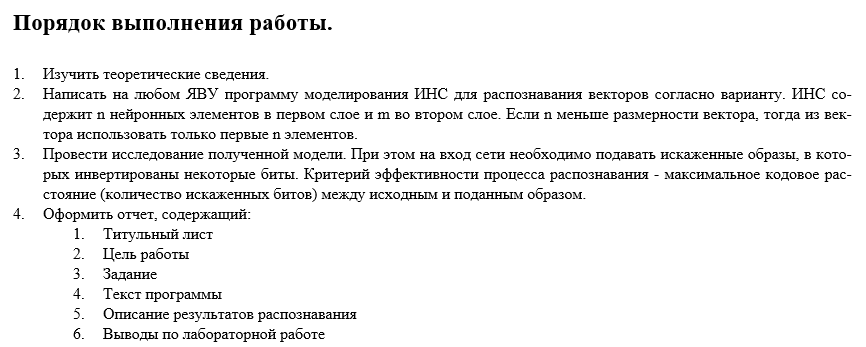 Порядок выполнения работы.
1. Изучить теоретические сведения.
2. Написать на любом ЯВУ программу моделирования ИНС для распознавания векторов согласно варианту. ИНС со-
держит n нейронных элементов в первом слое и m во втором слое. Если n меньше размерности вектора, тогда из век-
тора использовать только первые n элементов.
3. Провести исследование полученной модели. При этом на вход сети необходимо подавать искаженные образы, в кото-
рых инвертированы некоторые биты. Критерий эффективности процесса распознавания - максимальное кодовое рас-
стояние (количество искаженных битов) между исходным и поданным образом.
4. Оформить отчет, содержащий:
1. Титульный лист
2. Цель работы
3. Задание
4. Текст программы
5. Описание результатов распознавания
6. Выводы по лабораторной работе